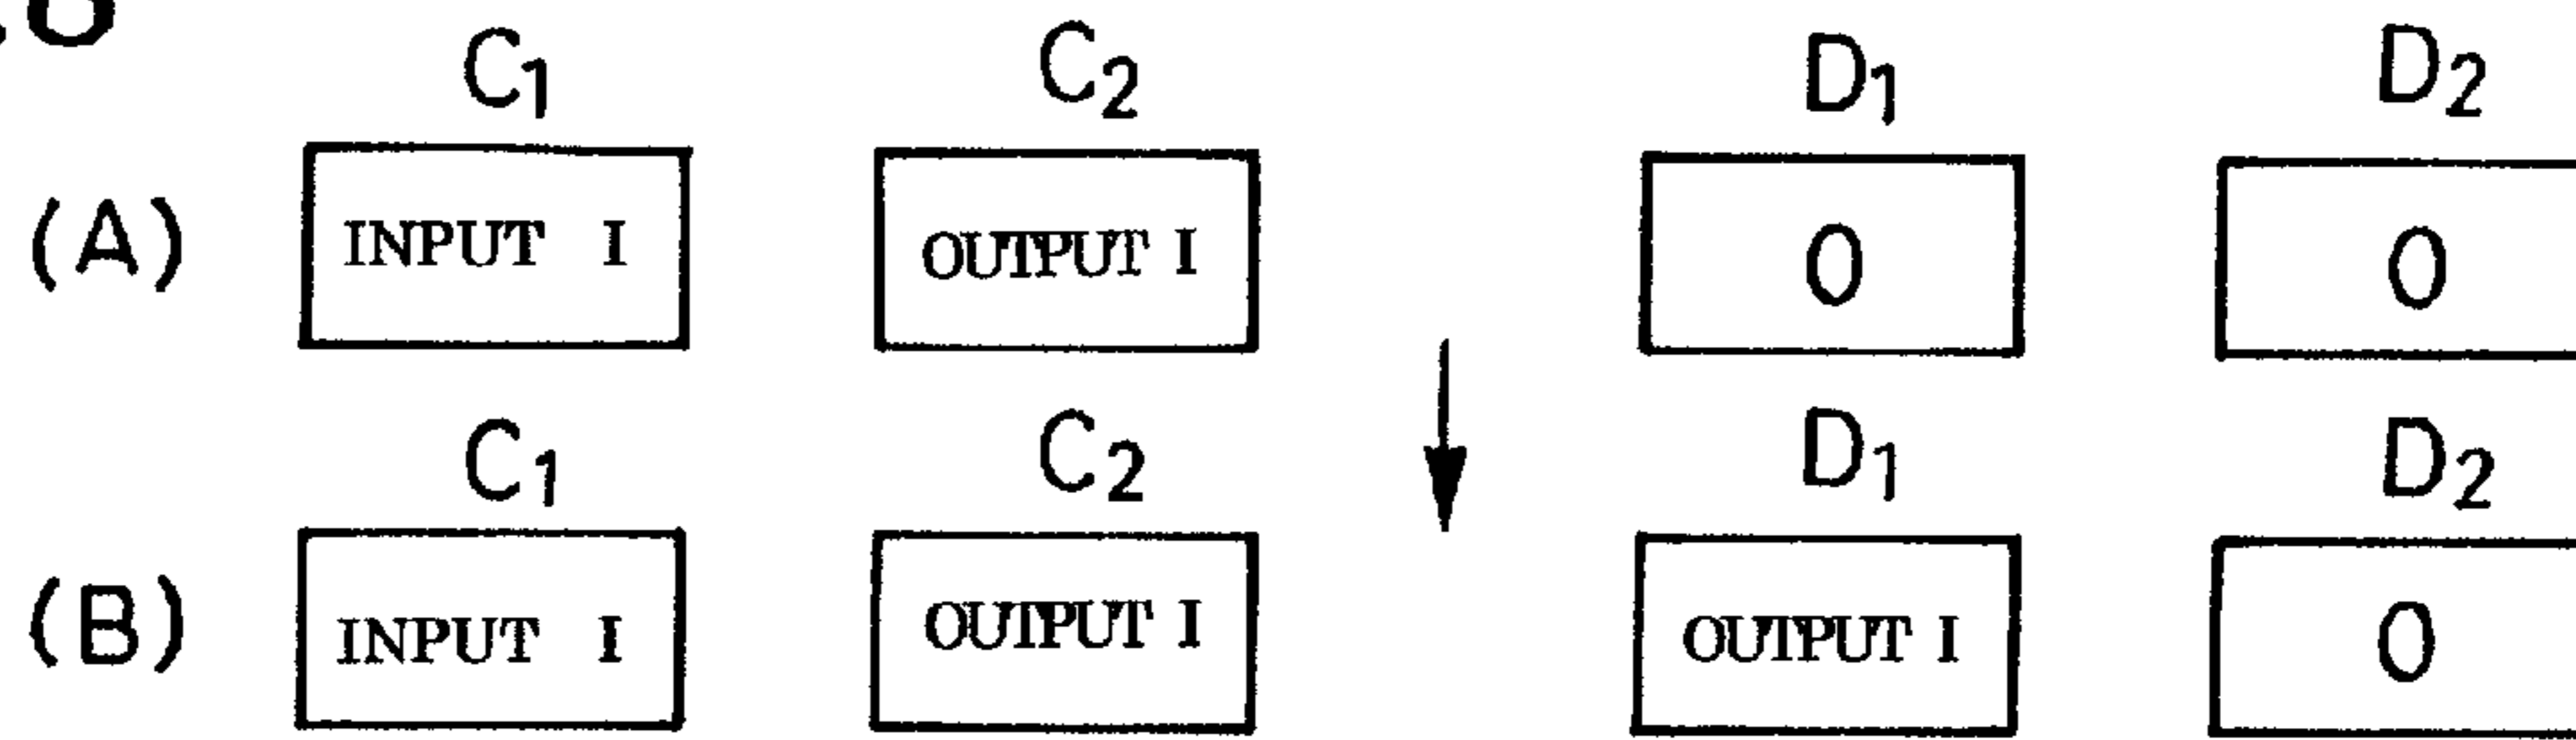 C1 C2 D1 D2
(A) INPUT I OUTPUT I 0 0
C1 C2 D1 D2
(B) INPUT I OUTPUT I OUTPUT I 0